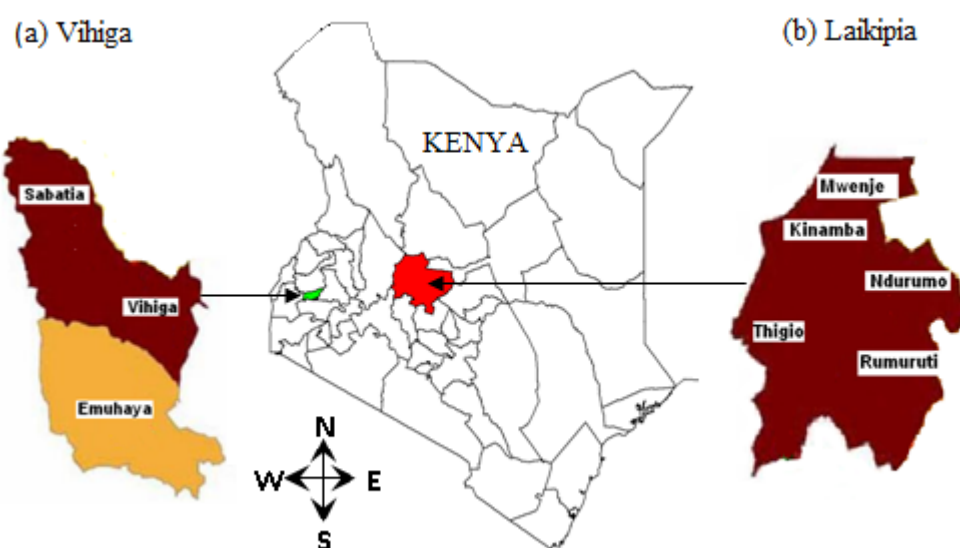 (a) Vihiga
(b) Laikipia
KENYA
Sabatia
Vihiga
Emuhaya
Mwenje
Kinamba
Ndurumo
Thigio
Rumuruti
N
W
E
S